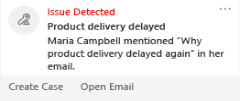 Issue Detected
Product delivery delayed
Maria Campbell mentioned “Why
product delivery delayed again” in her
email.
Create Case Open Email